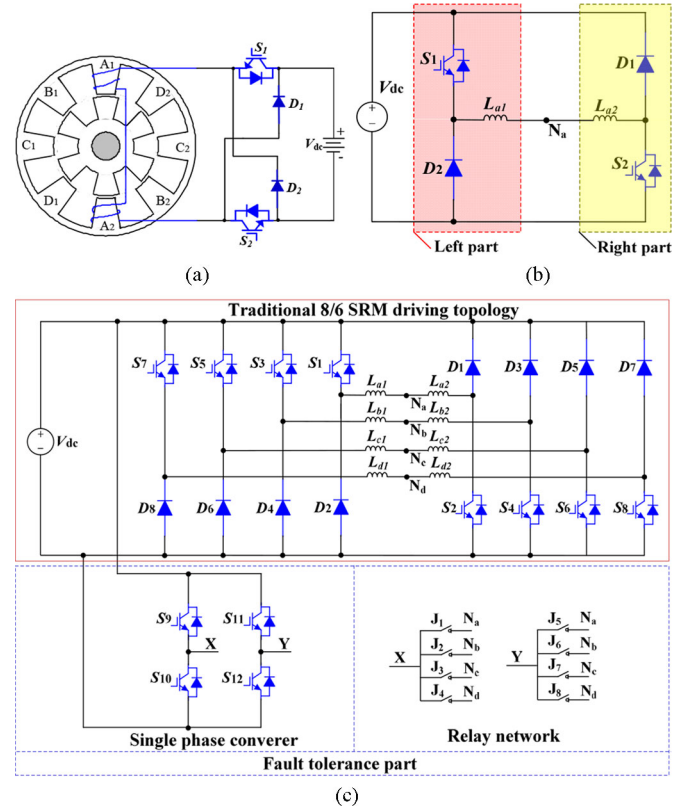 A1
B1
D2
C1
C2
D1
B2
A2
S1
D1
Vdc
+
-
D2
S2
(a)
S1
D1
Vdc
+
-
La1
La2
Na
D2
S2
Left part
Right part
(b)
Traditional 8/6 SRM driving topology
S7 S5 S3 S1 D1 D3 D5 D7
La1 La2
Na
Lb1 Lb2
Nb
Vdc
+
-
Lc1 Lc2
Nc
Ld1 Ld2
Nd
D8 D6 D4 D2 S2 S4 S6 S8
S9 S11
X Y
S10 S12
Single phase converer
J1 Na
J2 Nb
X
J3 Nc
J4 Nd
J5 Na
J6 Nb
Y
J7 Nc
J8 Nd
Relay network
Fault tolerance part
(c)